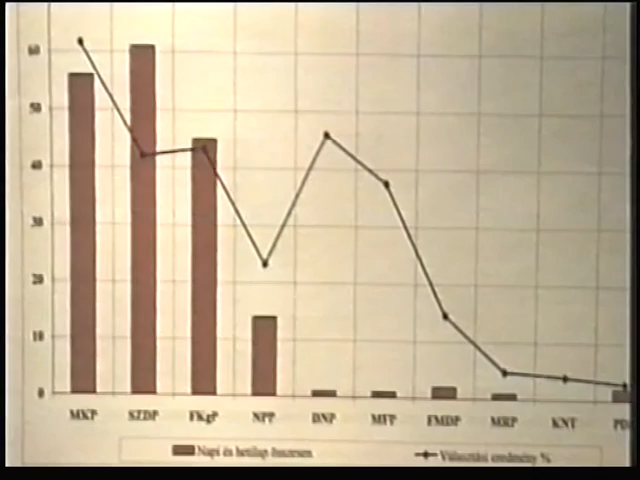 60
50
40
30
20
10
0
MKP SZDP FKgP NPP DNP MFP FMDP MRP KNT PD
Napi és hetilap összesen
Választási eredmény %